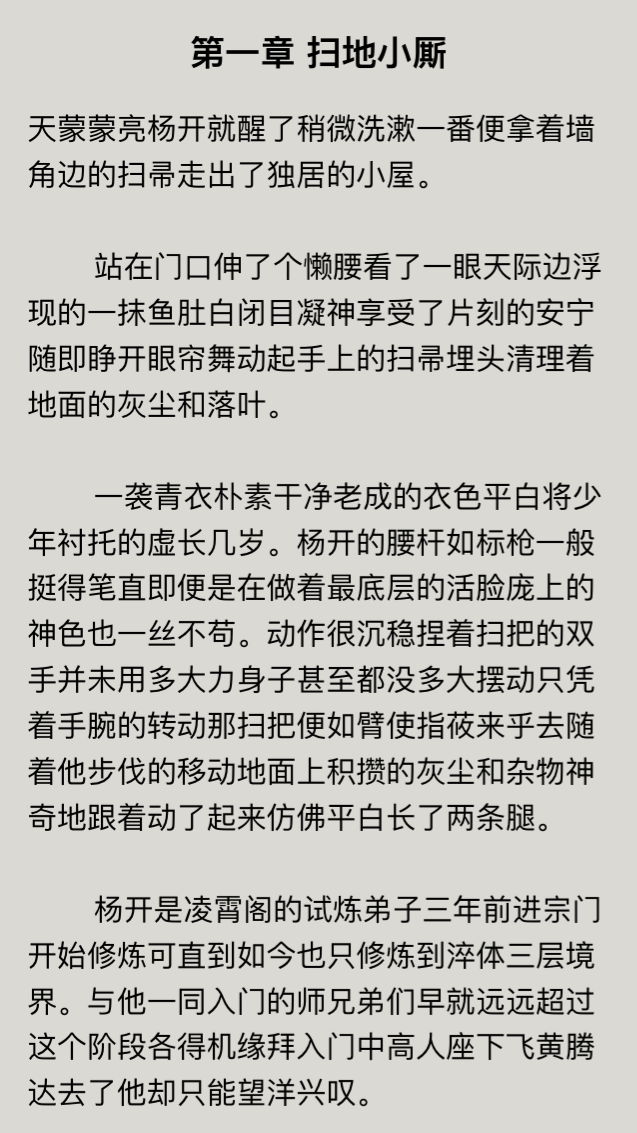 第一章 扫地小厮
天蒙蒙亮杨开就醒了稍微洗漱一番便拿着墙
角边的扫帚走出了独居的小屋。
站在门口伸了个懒腰看了一眼天际边浮
现的一抹鱼肚白闭目凝神享受了片刻的安宁
随即睁开眼帘舞动起手上的扫帚埋头清理着
地面的灰尘和落叶。
一袭青衣朴素干净老成的衣色平白将少
年衬托的虚长几岁。杨开的腰杆如标枪一般
挺得笔直即便是在做着最底层的活脸庞上的
神色也一丝不苟。动作很沉稳捏着扫把的双
手并未用多大力身子甚至都没多大摆动只凭
着手腕的转动那扫把便如臂使指莜来乎去随
着他步伐的移动地面上积攒的灰尘和杂物神
奇地跟着动了起来仿佛平白长了两条腿。
杨开是凌霄阁的试炼弟子三年前进宗门
开始修炼可直到如今也只修炼到淬体三层境
界。与他一同入门的师兄弟们早就远远超过
这个阶段各得机缘拜入门中高人座下飞黄腾
达去了他却只能望洋兴叹。